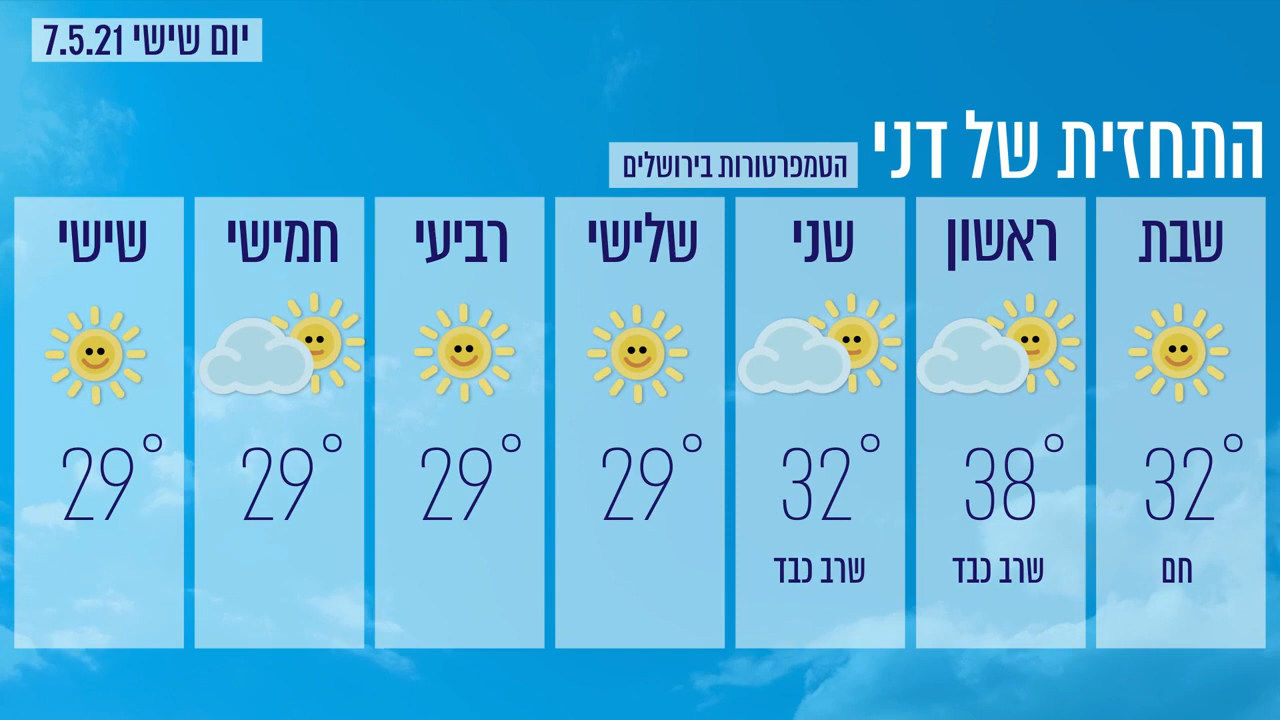 יום שישי 7.5.21
התחזית של דני
הטמפרטורות בירושלים
שבת
32°
חם
ראשון
38°
שרב כבד
שני
32°
שרב כבד
שלישי
29°
רביעי
29°
חמישי
29°
שישי
29°